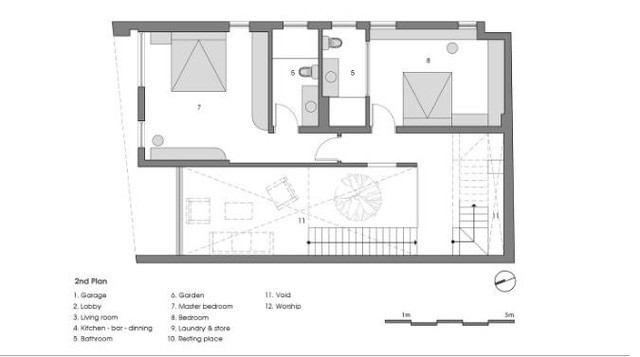 5
5
8
7
11
11
2nd Plan
1. Garage
2. Lobby
3. Living room
4. Kitchen - bar - dinning
5. Bathroom
6. Garden
7. Master bedroom
8. Bedroom
9. Laundry & store
10. Resting place
11. Void
12. Worship
1m
5m